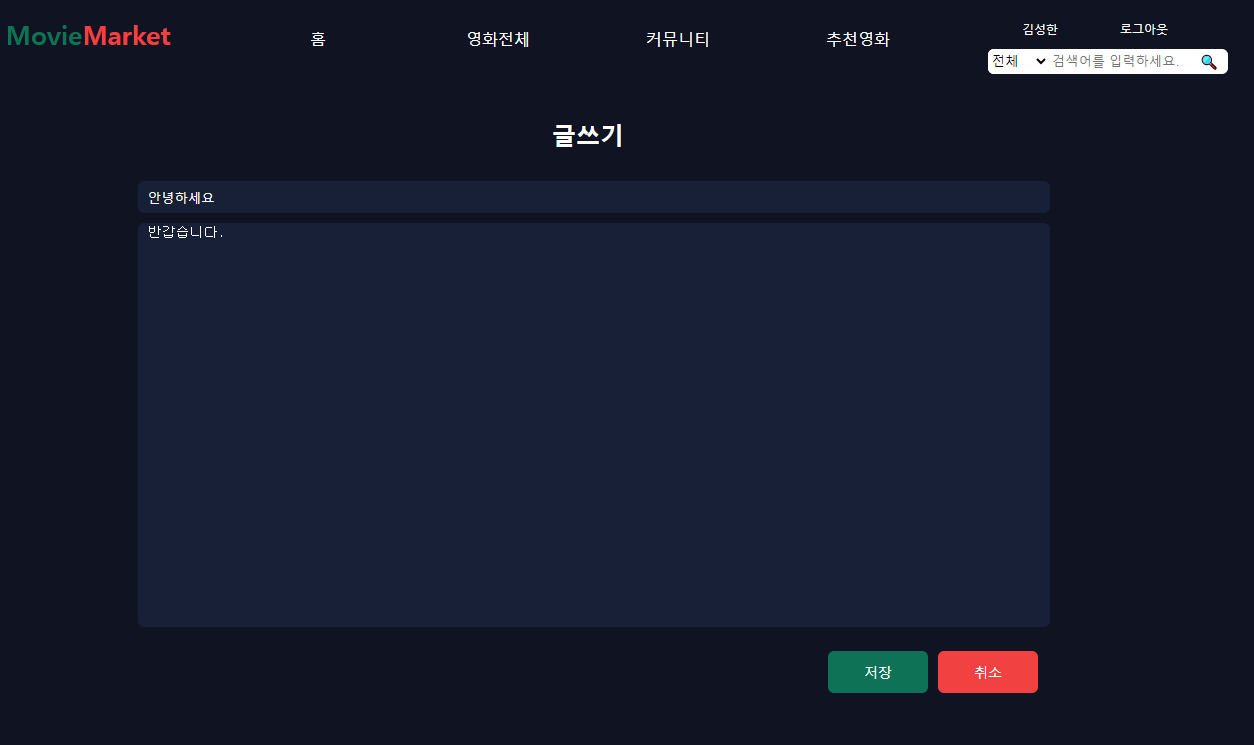 MovieMarket 홈 영화전체 커뮤니티 추천영화 김성한 로그아웃
전체 검색어를 입력하세요.
글쓰기
안녕하세요
반갑습니다.
저장 취소